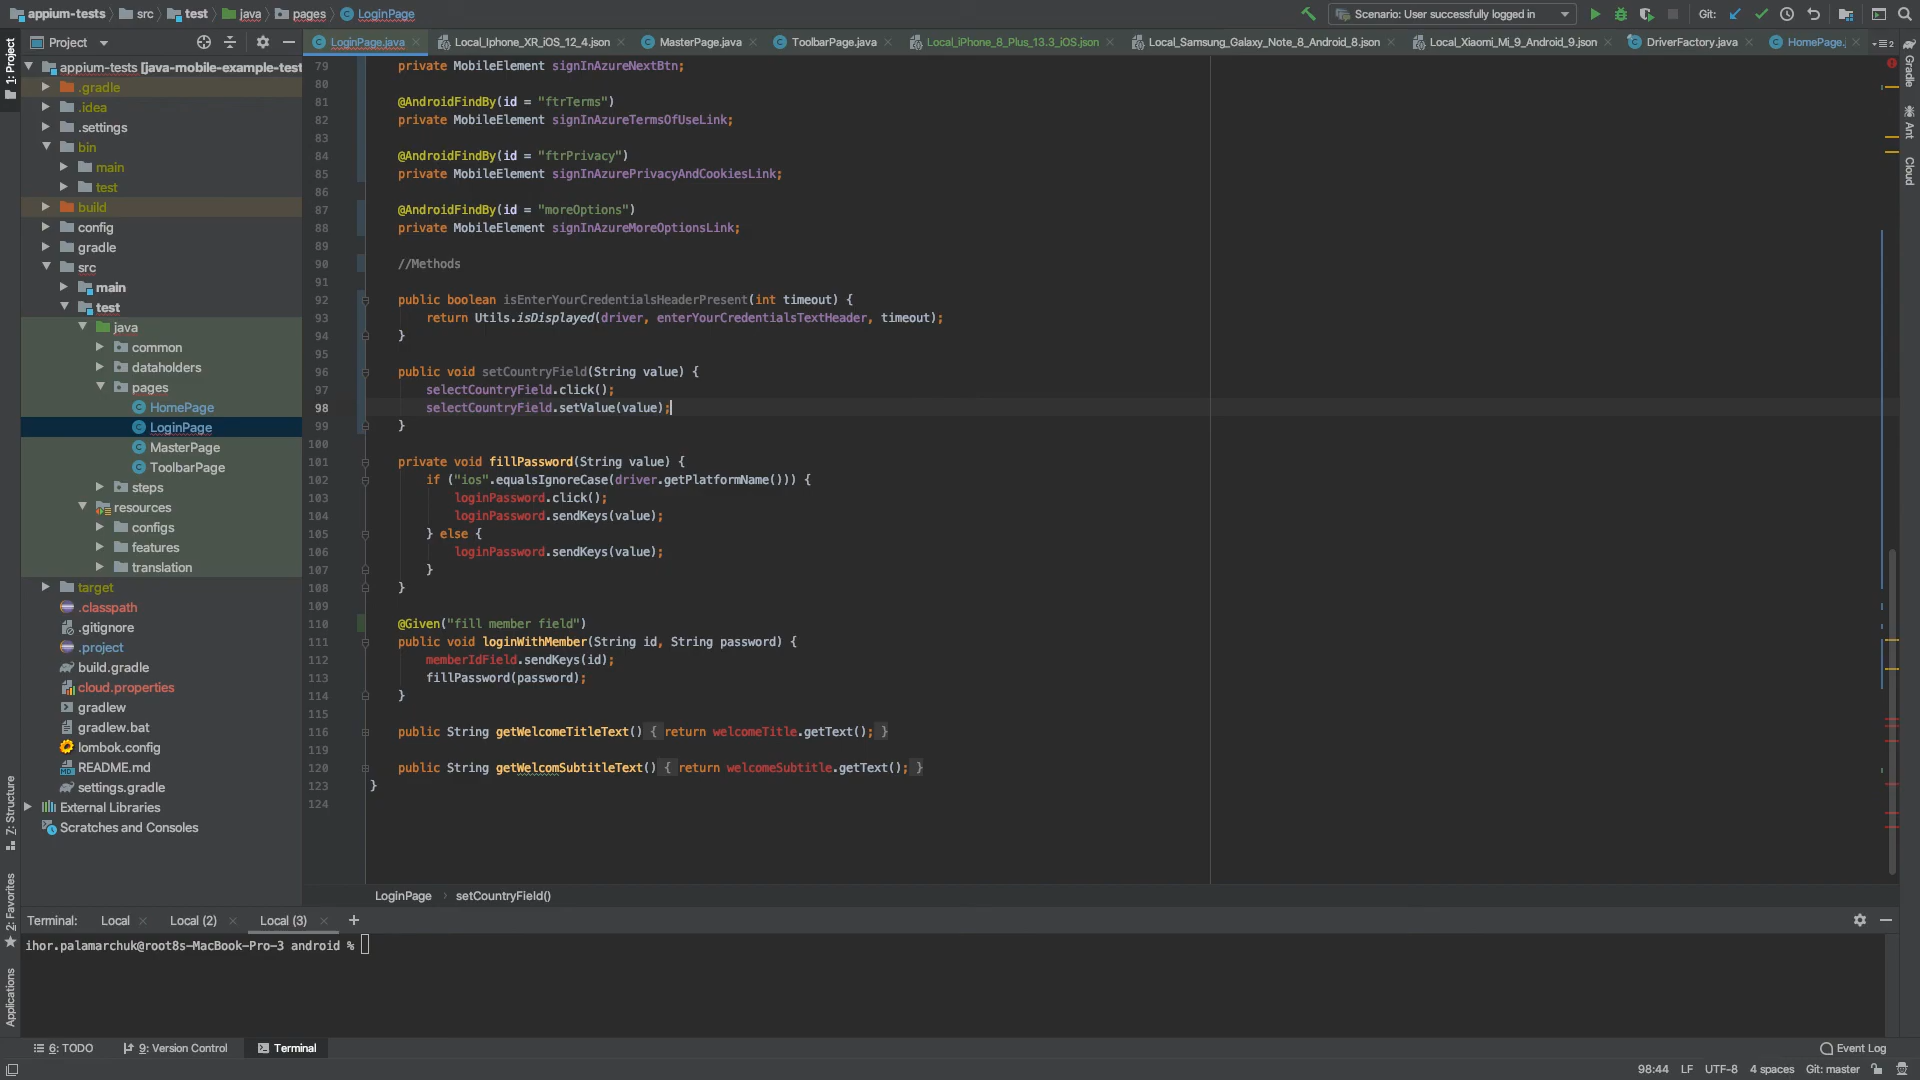 appium-tests src test java pages LoginPage
Scenario: User successfully logged in
Git:
Project
LoginPage.java
Local_Iphone_XR_iOS_12_4.json
MasterPage.java
ToolbarPage.java
Local_iPhone_8_Plus_13.3_iOS.json
Local_Samsung_Galaxy_Note_8_Android_8.json
Local_Xiaomi_Mi_9_Android_9.json
DriverFactory.java
HomePage.
2
1: Project
appium-tests [java-mobile-example-test
.gradle
.idea
.settings
bin
main
test
build
config
gradle
src
main
test
java
common
dataholders
pages
HomePage
LoginPage
MasterPage
ToolbarPage
steps
resources
configs
features
translation
target
.classpath
.gitignore
.project
build.gradle
cloud.properties
gradlew
gradlew.bat
lombok.config
README.md
settings.gradle
External Libraries
Scratches and Consoles
Z: Structure
2: Favorites
Applications
79 private MobileElement signInAzureNextBtn;
80
81 @AndroidFindBy(id = "ftrTerms")
82 private MobileElement signInAzureTermsOfUseLink;
83
84 @AndroidFindBy(id = "ftrPrivacy")
85 private MobileElement signInAzurePrivacyAndCookiesLink;
86
87 @AndroidFindBy(id = "moreOptions")
88 private MobileElement signInAzureMoreOptionsLink;
89
90 //Methods
91
92 public boolean isEnterYourCredentialsHeaderPresent(int timeout) {
93 return Utils.isDisplayed(driver, enterYourCredentialsTextHeader, timeout);
94 }
95
96 public void setCountryField(String value) {
97 selectCountryField.click();
98 selectCountryField.setValue(value);
99 }
100
101 private void fillPassword(String value) {
102 if ("ios".equalsIgnoreCase(driver.getPlatformName())) {
103 loginPassword.click();
104 loginPassword.sendKeys(value);
105 } else {
106 loginPassword.sendKeys(value);
107 }
108 }
109
110 @Given("fill member field")
111 public void loginWithMember(String id, String password) {
112 memberIdField.sendKeys(id);
113 fillPassword(password);
114 }
115
116 public String getWelcomeTitleText() { return welcomeTitle.getText(); }
119
120 public String getWelcomSubtitleText() { return welcomeSubtitle.getText(); }
123 }
124
Gradle
Ant
Cloud
LoginPage › setCountryField()
Terminal: Local Local (2) Local (3) +
ihor.palamarchuk@root8s-MacBook-Pro-3 android %
6: TODO 9: Version Control Terminal Event Log
98:44 LF UTF-8 4 spaces Git: master